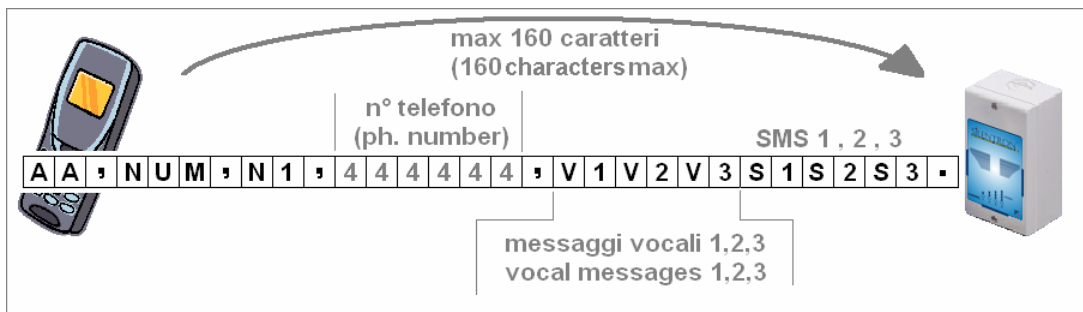 max 160 caratteri
(160 characters max)
n° telefono
(ph. number)
SMS 1 , 2 , 3
AA,NUM,N1,444444,V1V2V3S1S2S3.
messaggi vocali 1,2,3
vocal messages 1,2,3